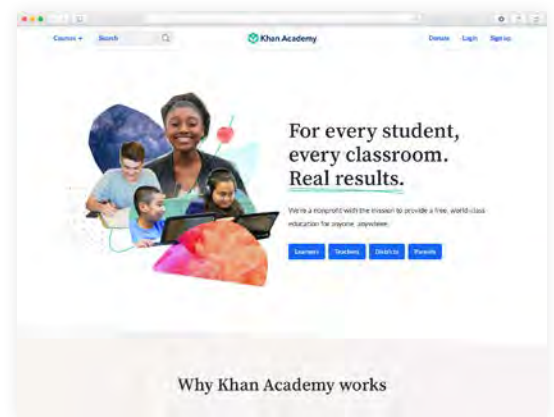 Courses
Search
Khan Academy
Donate
Login
Sign up
For every student,
every classroom.
Real results.
We're a nonprofit with the mission to provide a free, world-class
education for anyone, anywhere.
Learners
Teachers
Districts
Parents
Why Khan Academy works